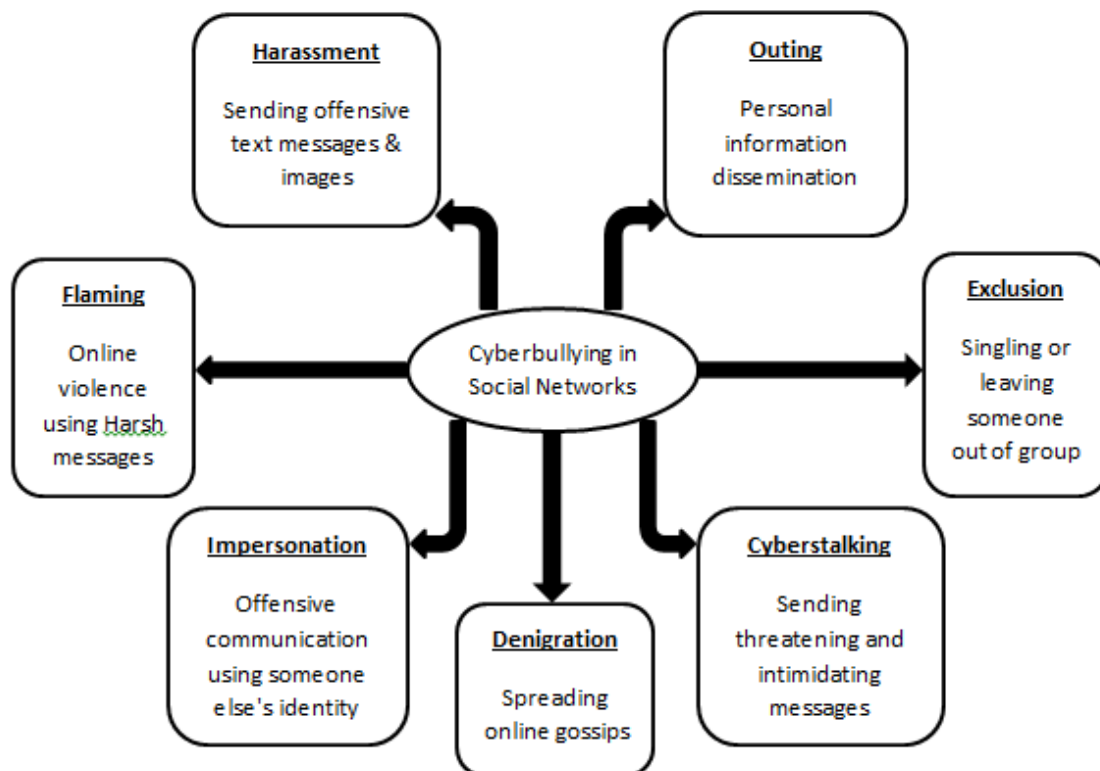 Harassment
Sending offensive
text messages &
images
Outing
Personal
information
dissemination
Flaming
Online
violence
using Harsh
messages
Cyberbullying in
Social Networks
Exclusion
Singling or
leaving
someone
out of group
Impersonation
Offensive
communication
using someone
else's identity
Denigration
Spreading
online gossips
Cyberstalking
Sending
threatening and
intimidating
messages